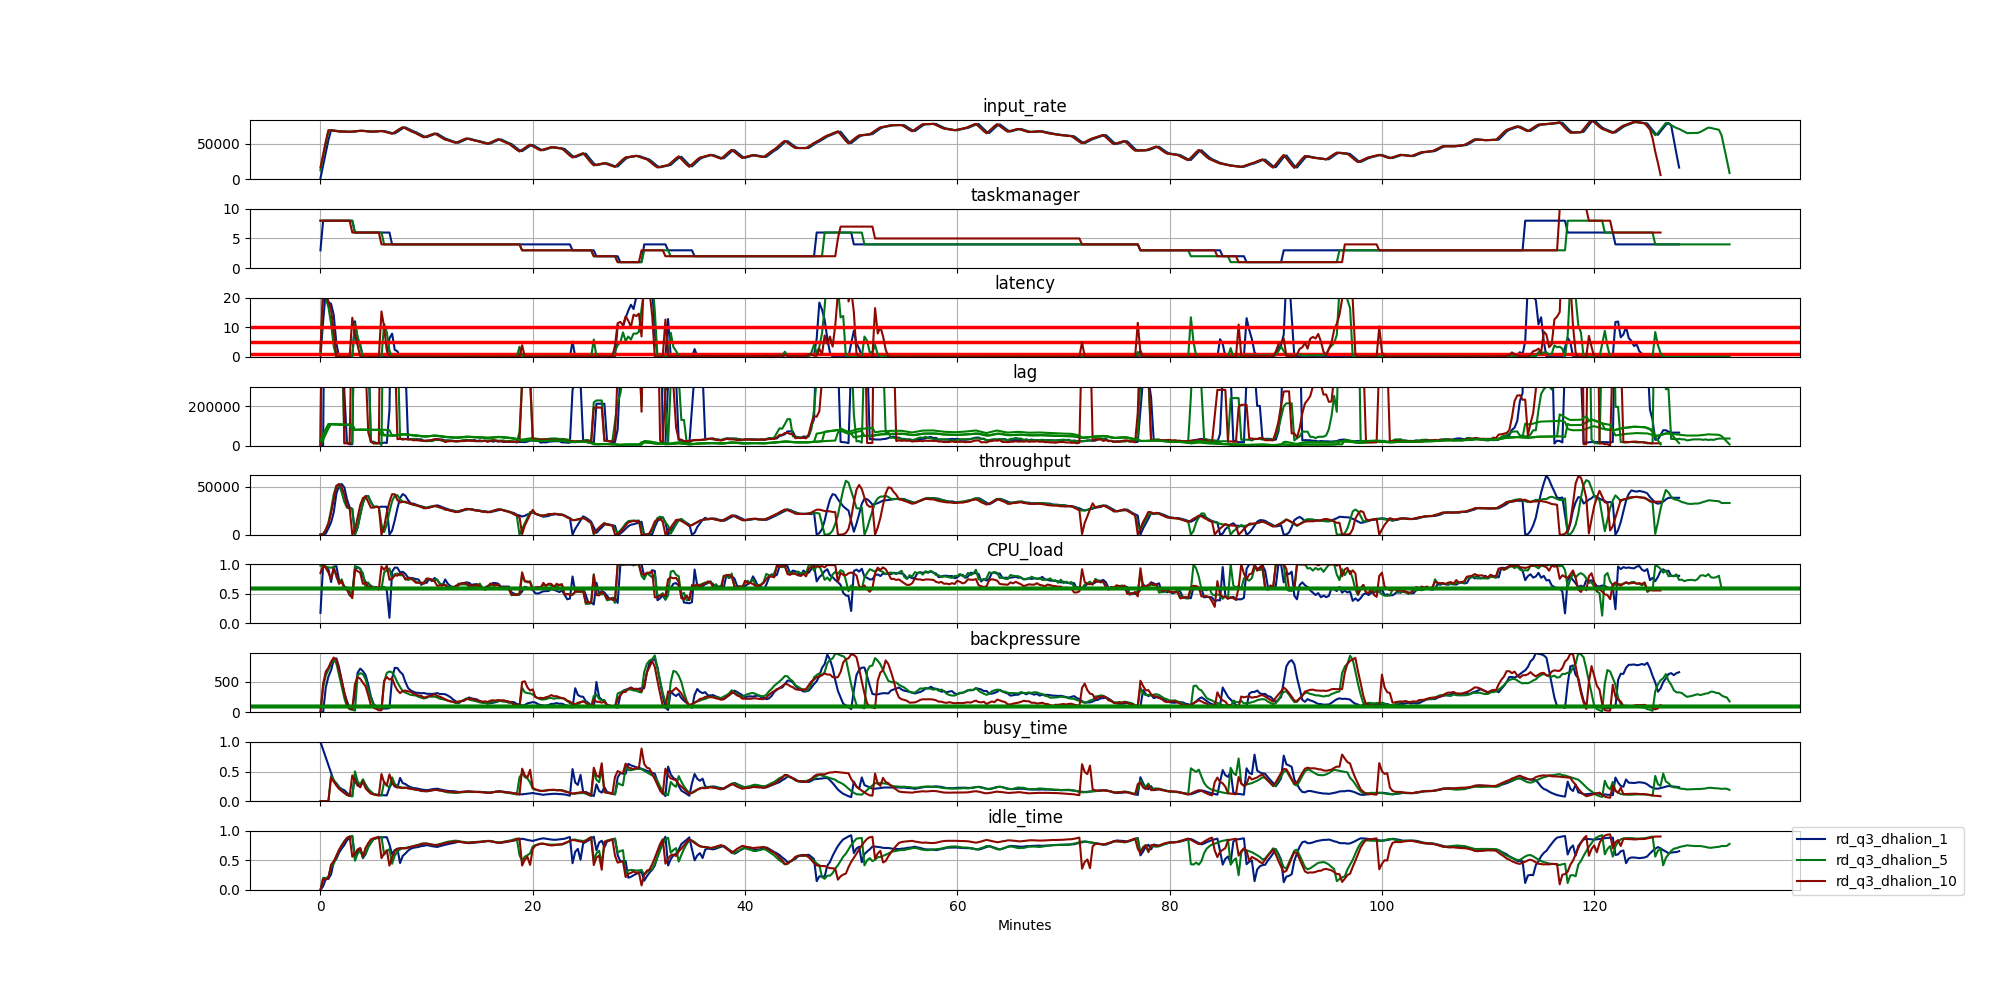 input_rate
50000
0
taskmanager
10
5
0
latency
20
10
0
lag
200000
0
throughput
50000
0
CPU_load
1.0
0.5
0.0
backpressure
500
0
busy_time
1.0
0.5
0.0
idle_time
1.0
0.5
0.0
0 20 40 60 80 100 120
Minutes
rd_q3_dhalion_1
rd_q3_dhalion_5
rd_q3_dhalion_10